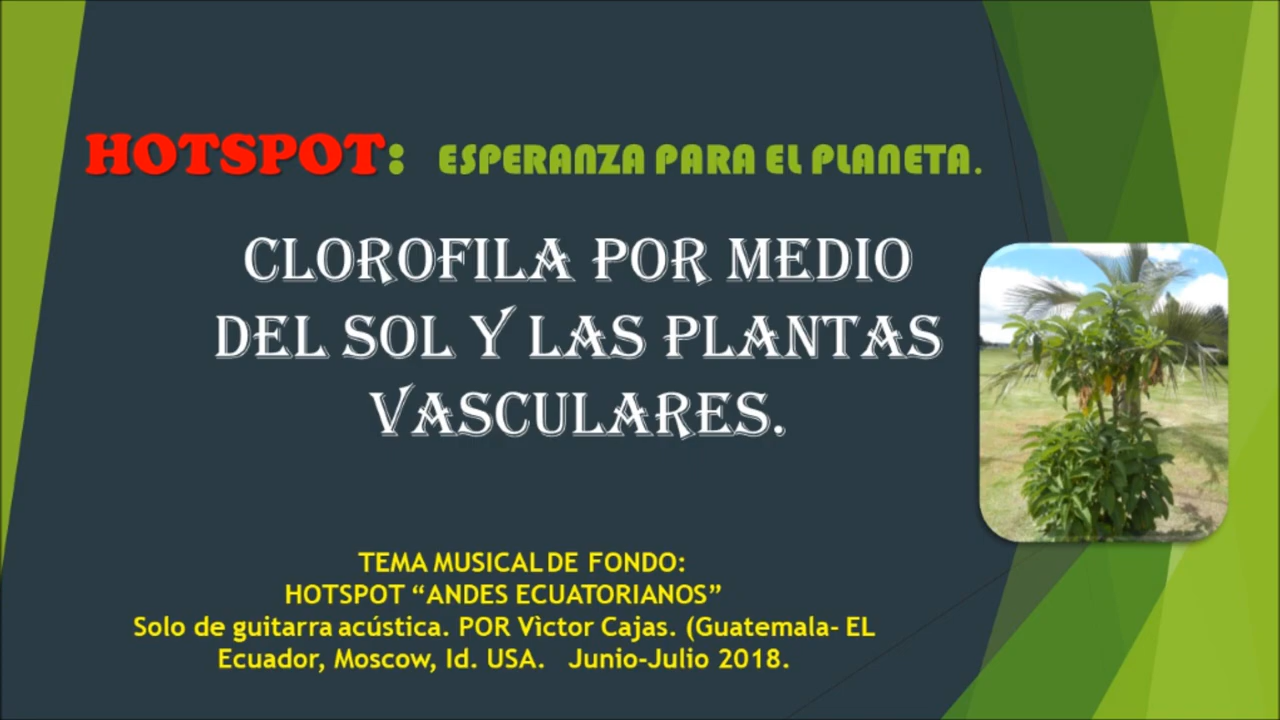 HOTSPOT: ESPERANZA PARA EL PLANETA.
CLOROFILA POR MEDIO
DEL SOL Y LAS PLANTAS
VASCULARES.
TEMA MUSICAL DE FONDO:
HOTSPOT “ANDES ECUATORIANOS”
Solo de guitarra acústica. POR Vìctor Cajas. (Guatemala- EL
Ecuador, Moscow, Id. USA. Junio-Julio 2018.